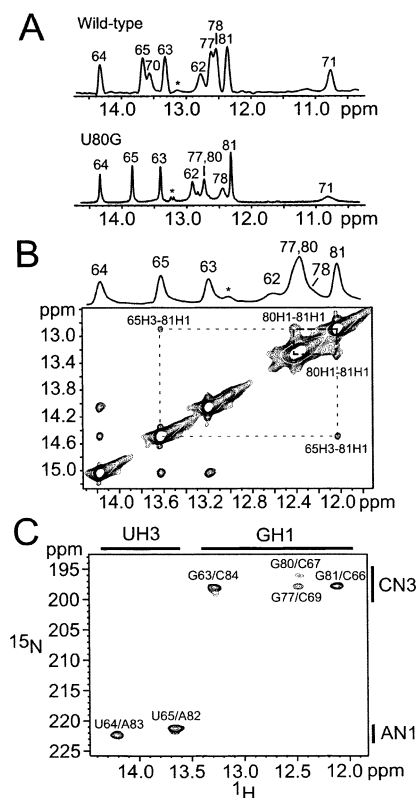 A
Wild-type
78
64 65 70 63 62 77 81 71
*
14.0 13.0 12.0 11.0 ppm
U80G
81
64 65 63 62 77,80 78 71
*
14.0 13.0 12.0 11.0 ppm
B
77,80
64 65 63 * 62 78 81
ppm
65H3-81H1 80H1-81H1
13.0
13.2
80H1-81H1
13.8
14.0
14.6
65H3-81H1
15.0
14.0 13.6 13.2 12.8 12.4 12.0 ppm
C
UH3 GH1
ppm
195
G80/C67
G63/C84 G81/C66
CN3
G77/C69
200
15N
205
210
215
U65/A82
U64/A83
220
AN1
225
14.0 13.5 13.0 12.5 12.0
1H